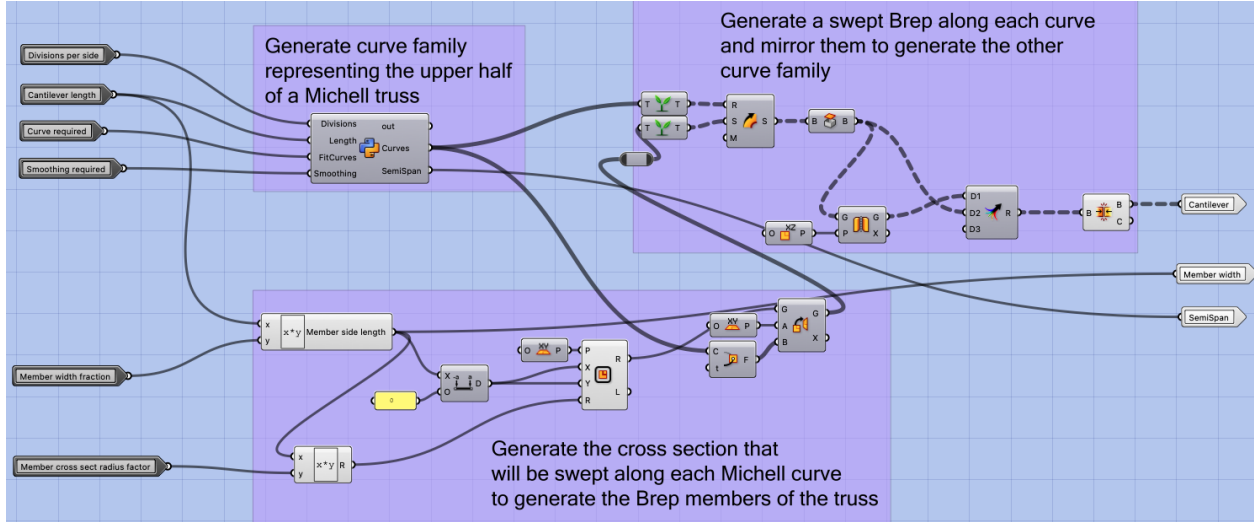 Generate a swept Brep along each curve
and mirror them to generate the other
curve family
Generate curve family
representing the upper half
of a Michell truss
Divisions per side
Cantilever length
Curve required
Smoothing required
Divisions
Length
FitCurves
Smoothing
out
Curves
SemiSpan
T T
T T
R
S
M
S
B B
O XZ P
G
P
G
X
D1
D2
D3
R
B
B
C
Cantilever
Member width
SemiSpan
x
y
x*y
Member side length
Member width fraction
0
X
O
-a a
D
O XY P
P
X
Y
R
R
L
O XY P
C
t
F
G
A
B
G
X
x
y
x*y
R
Member cross sect radius factor
Generate the cross section that
will be swept along each Michell curve
to generate the Brep members of the truss